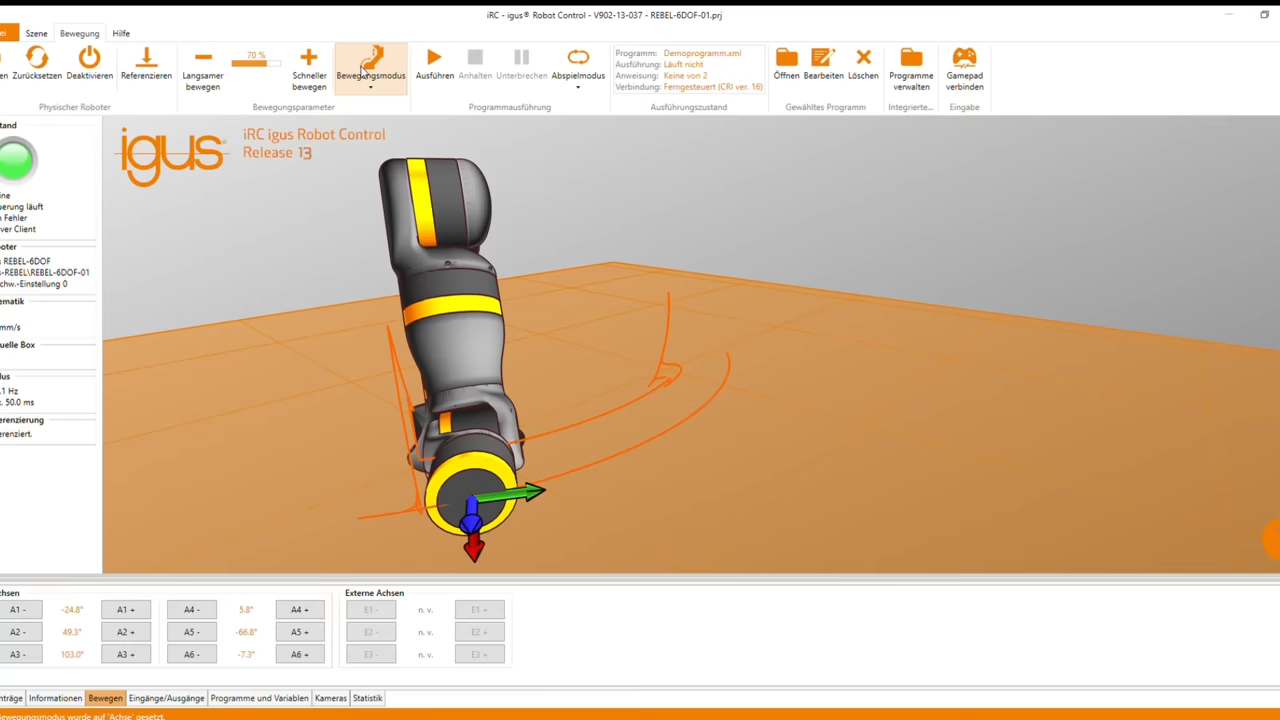 iRC - igus® Robot Control - V902-13-037 - REBEL-6DOF-01.prj
ei Szene Bewegung Hilfe
en Zurücksetzen Deaktivieren Referenzieren Langsamer bewegen 70 % Schneller bewegen Bewegungsmodus Ausführen Anhalten Unterbrechen Abspielmodus
Programm: Demoprogramm.xml
Auführung: Läuft nicht
Anweisung: Keine von 2
Verbindung: Ferngesteuert (CRI ver. 16)
Öffnen Bearbeiten Löschen Programme verwalten Gamepad verbinden
Physischer Roboter Bewegungsparameter Programmausführung Ausführungszustand Gewähltes Programm Integrierte... Eingabe
igus®
iRC igus Robot Control
Release 13
tand
ine
uerung läuft
n Fehler
ver Client
oter
s REBEL-6DOF
s-REBEL\REBEL-6DOF-01
chw.-Einstellung 0
ematik
mm/s
uelle Box
dus
.1 Hz
. 50.0 ms
erenzierung
erenziert.
chsen Externe Achsen
A1 - -24.8° A1 + A4 - 5.8° A4 + E1 - n. v. E1 +
A2 - 49.3° A2 + A5 - -66.8° A5 + E2 - n. v. E2 +
A3 - 103.0° A3 + A6 - -7.3° A6 + E3 - n. v. E3 +
nträge Informationen Bewegen Eingänge/Ausgänge Programme und Variablen Kameras Statistik
ewegungsmodus wurde auf "Achse" gesetzt.